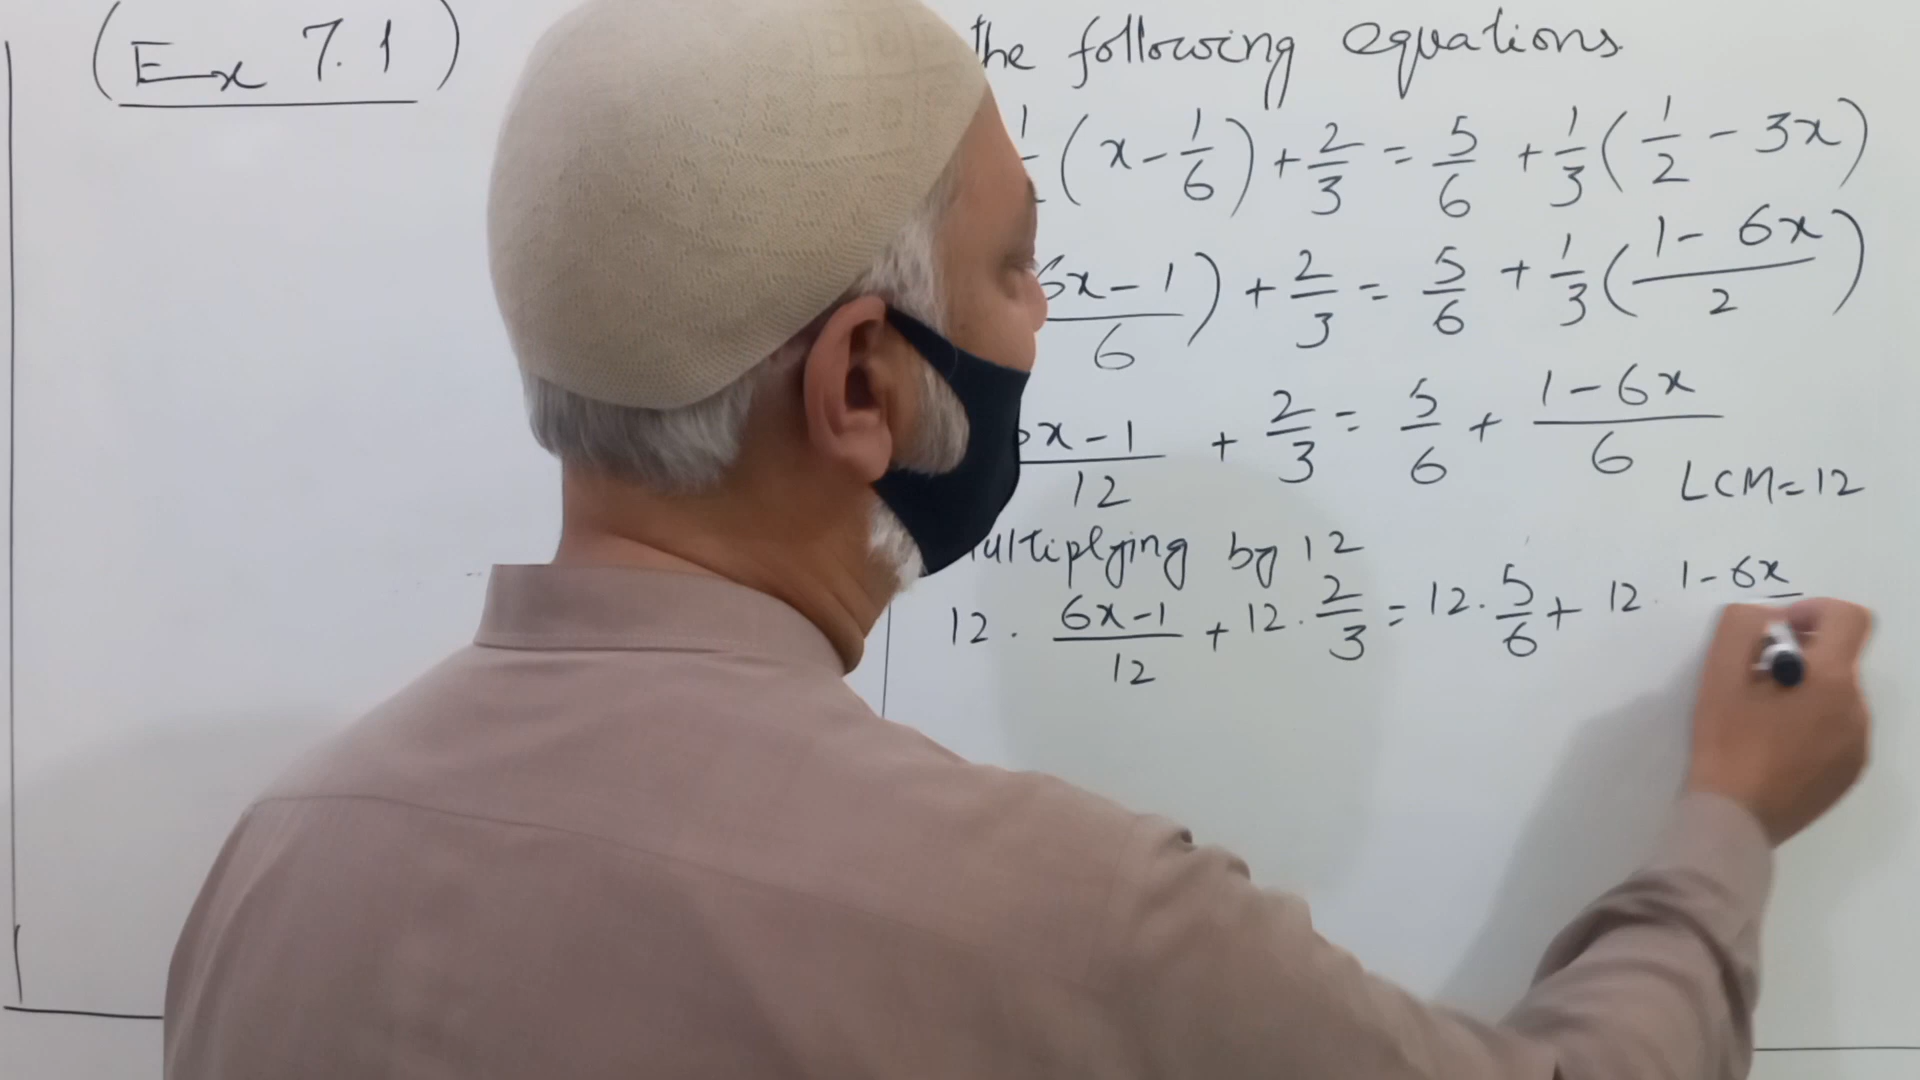 (Ex 7.1)
the following equations
(x - 1/6) + 2/3 = 5/6 + 1/3 (1/2 - 3x)
6x - 1 / 6) + 2/3 = 5/6 + 1/3 (1 - 6x / 2)
x - 1 / 12 + 2/3 = 5/6 + 1 - 6x / 6
LCM = 12
ultiplying by 12
12 . 6x - 1 / 12 + 12 . 2/3 = 12 . 5/6 + 12 . 1 - 6x